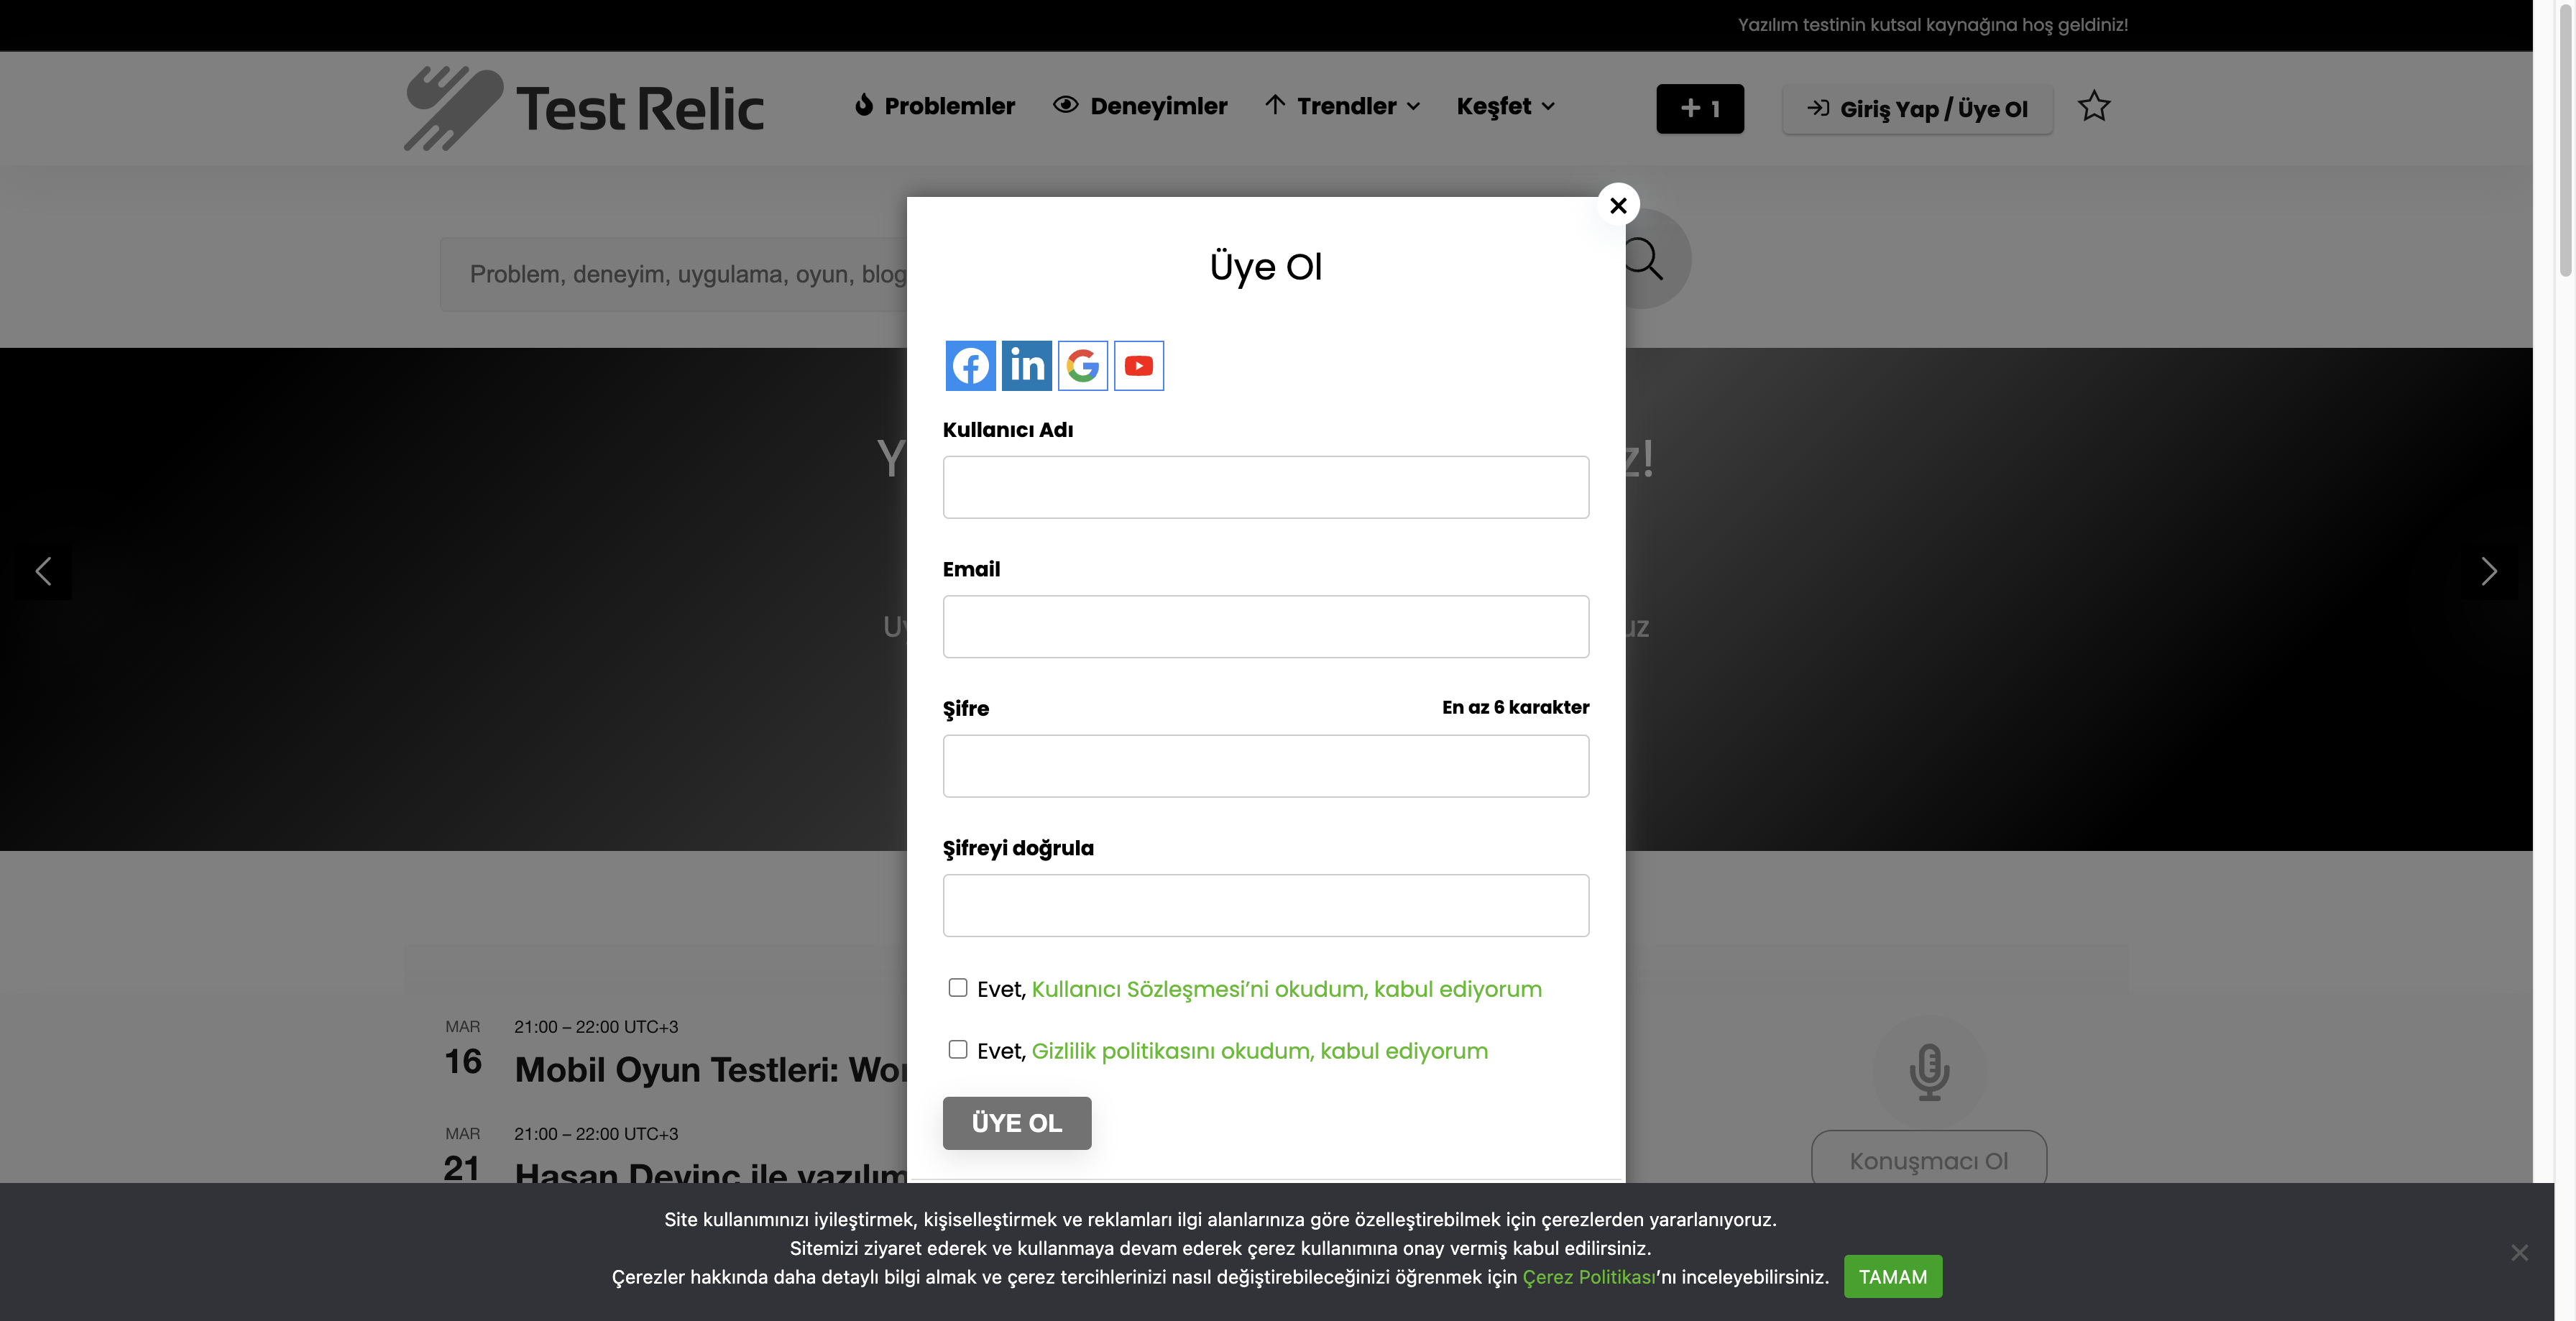 Yazılım testinin kutsal kaynağına hoş geldiniz!
Test Relic
Problemler
Deneyimler
Trendler
Keşfet
+ 1
Giriş Yap / Üye Ol
Problem, deneyim, uygulama, oyun, blog
Üye Ol
in
Kullanıcı Adı
Email
Şifre
En az 6 karakter
Şifreyi doğrula
Evet, Kullanıcı Sözleşmesi’ni okudum, kabul ediyorum
Evet, Gizlilik politikasını okudum, kabul ediyorum
ÜYE OL
MAR
16
21:00 – 22:00 UTC+3
Mobil Oyun Testleri:
MAR
21
21:00 – 22:00 UTC+3
Hasan Devinç ile yazılım
Konuşmacı Ol
Site kullanımınızı iyileştirmek, kişiselleştirmek ve reklamları ilgi alanlarınıza göre özelleştirebilmek için çerezlerden yararlanıyoruz.
Sitemizi ziyaret ederek ve kullanmaya devam ederek çerez kullanımına onay vermiş kabul edilirsiniz.
Çerezler hakkında daha detaylı bilgi almak ve çerez tercihlerinizi nasıl değiştirebileceğinizi öğrenmek için Çerez Politikası’nı inceleyebilirsiniz.
TAMAM